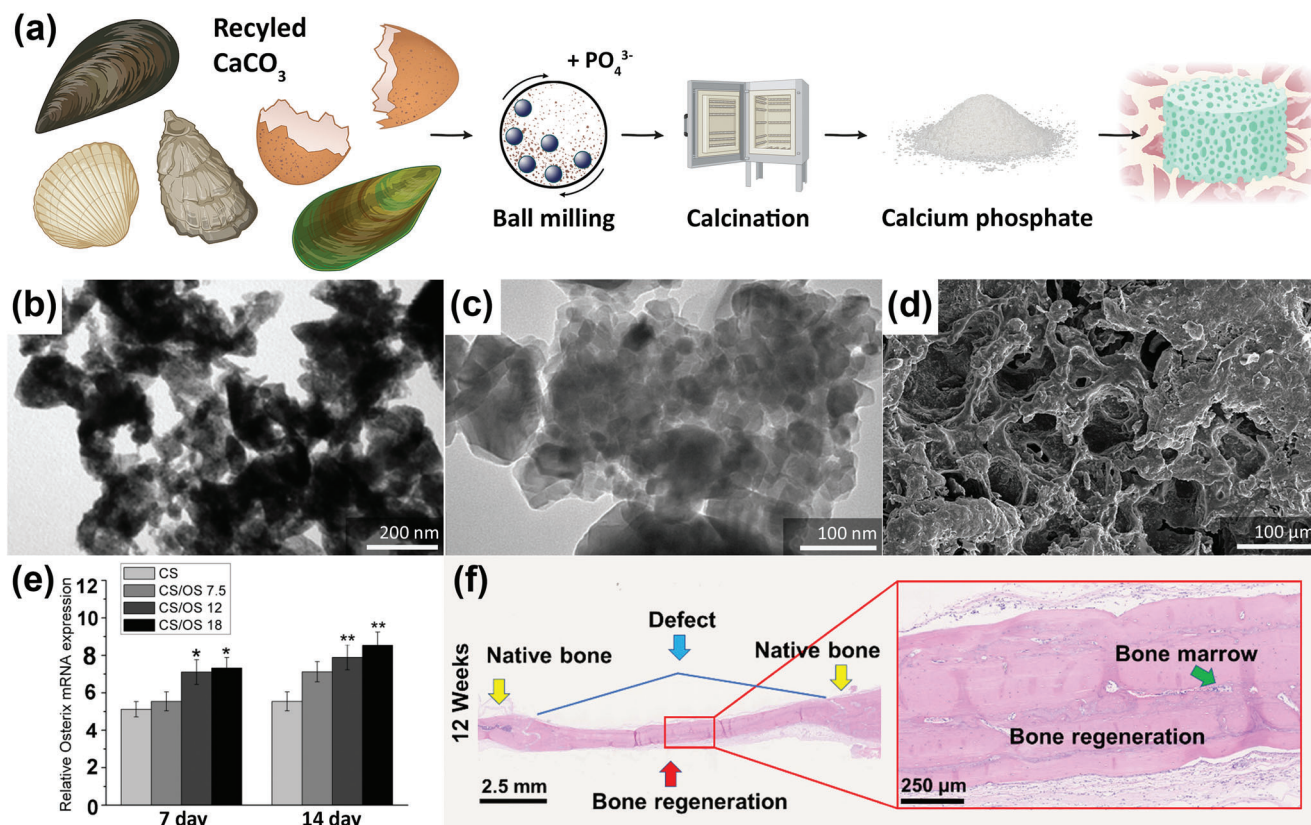 (a)
Recyled
CaCO₃
+ PO₄³⁻
Ball milling
Calcination
Calcium phosphate
(b)
200 nm
(c)
100 nm
(d)
100 µm
(e)
Relative Osterix mRNA expression
12
10
8
6
4
2
0
CS
CS/OS 7.5
CS/OS 12
CS/OS 18
* *
** **
7 day
14 day
(f)
12 Weeks
Native bone
Defect
Native bone
2.5 mm
Bone regeneration
Bone marrow
Bone regeneration
250 µm